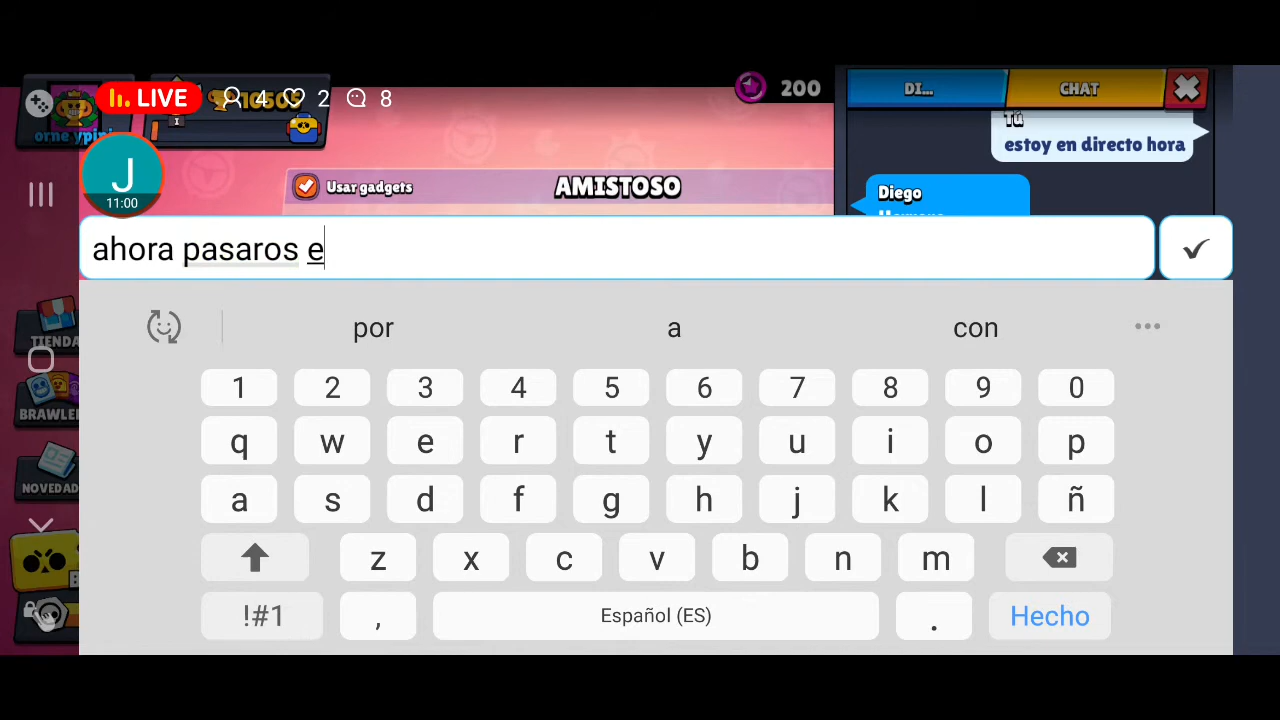 LIVE 4 2 8
200
DI...
CHAT
Tú
estoy en directo hora
J
11:00
Usar gadgets
AMISTOSO
Diego
ahora pasaros e
TIENDA
BRAWLE
NOVEDAD
por a con
1 2 3 4 5 6 7 8 9 0
q w e r t y u i o p
a s d f g h j k l ñ
z x c v b n m
!#1 , Español (ES) . Hecho